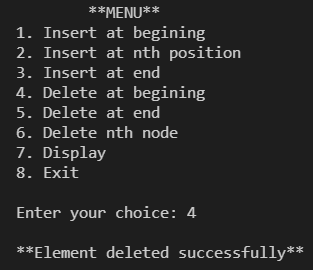 **MENU**
1. Insert at begining
2. Insert at nth position
3. Insert at end
4. Delete at begining
5. Delete at end
6. Delete nth node
7. Display
8. Exit
Enter your choice: 4
**Element deleted successfully**